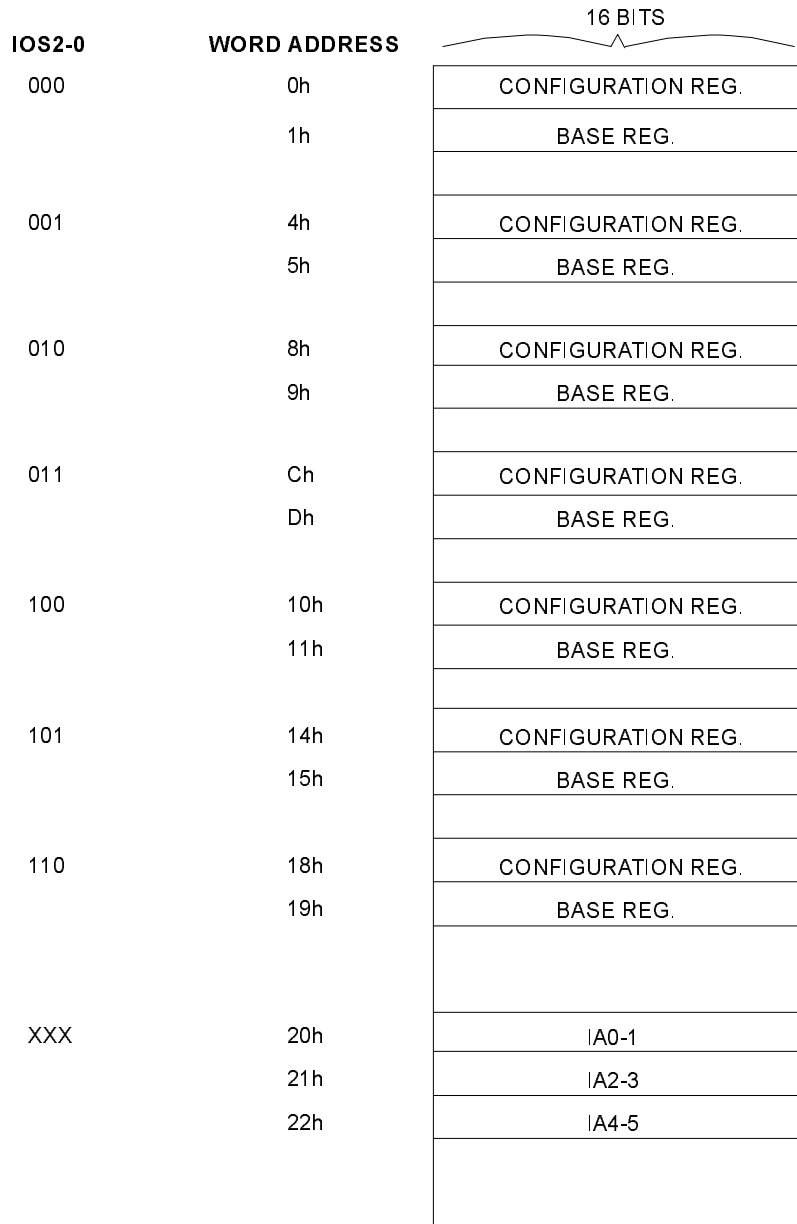 16 BITS
IOS2-0 WORD ADDRESS
000 0h CONFIGURATION REG.
1h BASE REG.
001 4h CONFIGURATION REG.
5h BASE REG.
010 8h CONFIGURATION REG.
9h BASE REG.
011 Ch CONFIGURATION REG.
Dh BASE REG.
100 10h CONFIGURATION REG.
11h BASE REG.
101 14h CONFIGURATION REG.
15h BASE REG.
110 18h CONFIGURATION REG.
19h BASE REG.
XXX 20h IA0-1
21h IA2-3
22h IA4-5